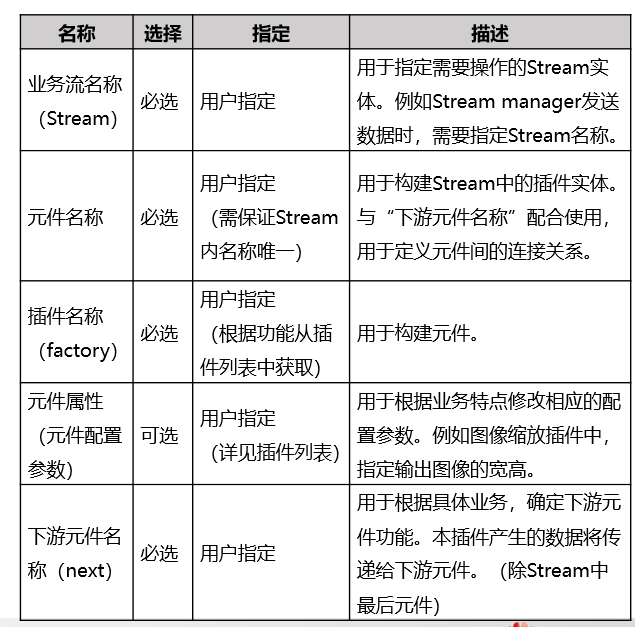 名称 选择 指定 描述
业务流名称
（Stream）
必选
用户指定
用于指定需要操作的Stream实
体。例如Stream manager发送
数据时，需要指定Stream名称。
元件名称
必选
用户指定
（需保证Stream
内名称唯一）
用于构建Stream中的插件实体。
与“下游元件名称”配合使用，
用于定义元件间的连接关系。
插件名称
（factory）
必选
用户指定
（根据功能从插
件列表中获取）
用于构建元件。
元件属性
（元件配置
参数）
可选
用户指定
（详见插件列表）
用于根据业务特点修改相应的配
置参数。例如图像缩放插件中，
指定输出图像的宽高。
下游元件名
称（next）
必选
用户指定
用于根据具体业务，确定下游元
件功能。本插件产生的数据将传
递给下游元件。（除Stream中
最后元件）